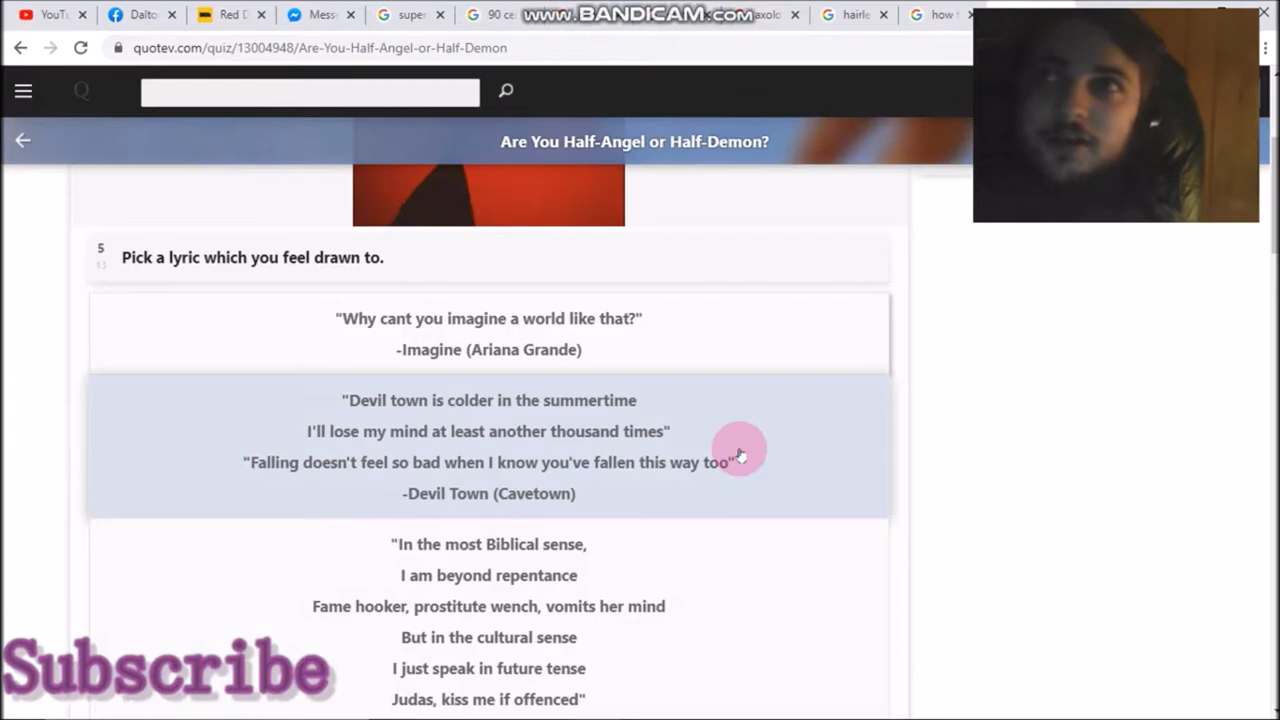 YouTu
Dalto
Red D
Mess
super
90 ce
www.BANDICAM.com
axolo
hairle
how t
quotev.com/quiz/13004948/Are-You-Half-Angel-or-Half-Demon
Q
Are You Half-Angel or Half-Demon?
5
13
Pick a lyric which you feel drawn to.
"Why cant you imagine a world like that?"
-Imagine (Ariana Grande)
"Devil town is colder in the summertime
I'll lose my mind at least another thousand times"
"Falling doesn't feel so bad when I know you've fallen this way too"
-Devil Town (Cavetown)
"In the most Biblical sense,
I am beyond repentance
Fame hooker, prostitute wench, vomits her mind
But in the cultural sense
I just speak in future tense
Judas, kiss me if offenced"
Subscribe